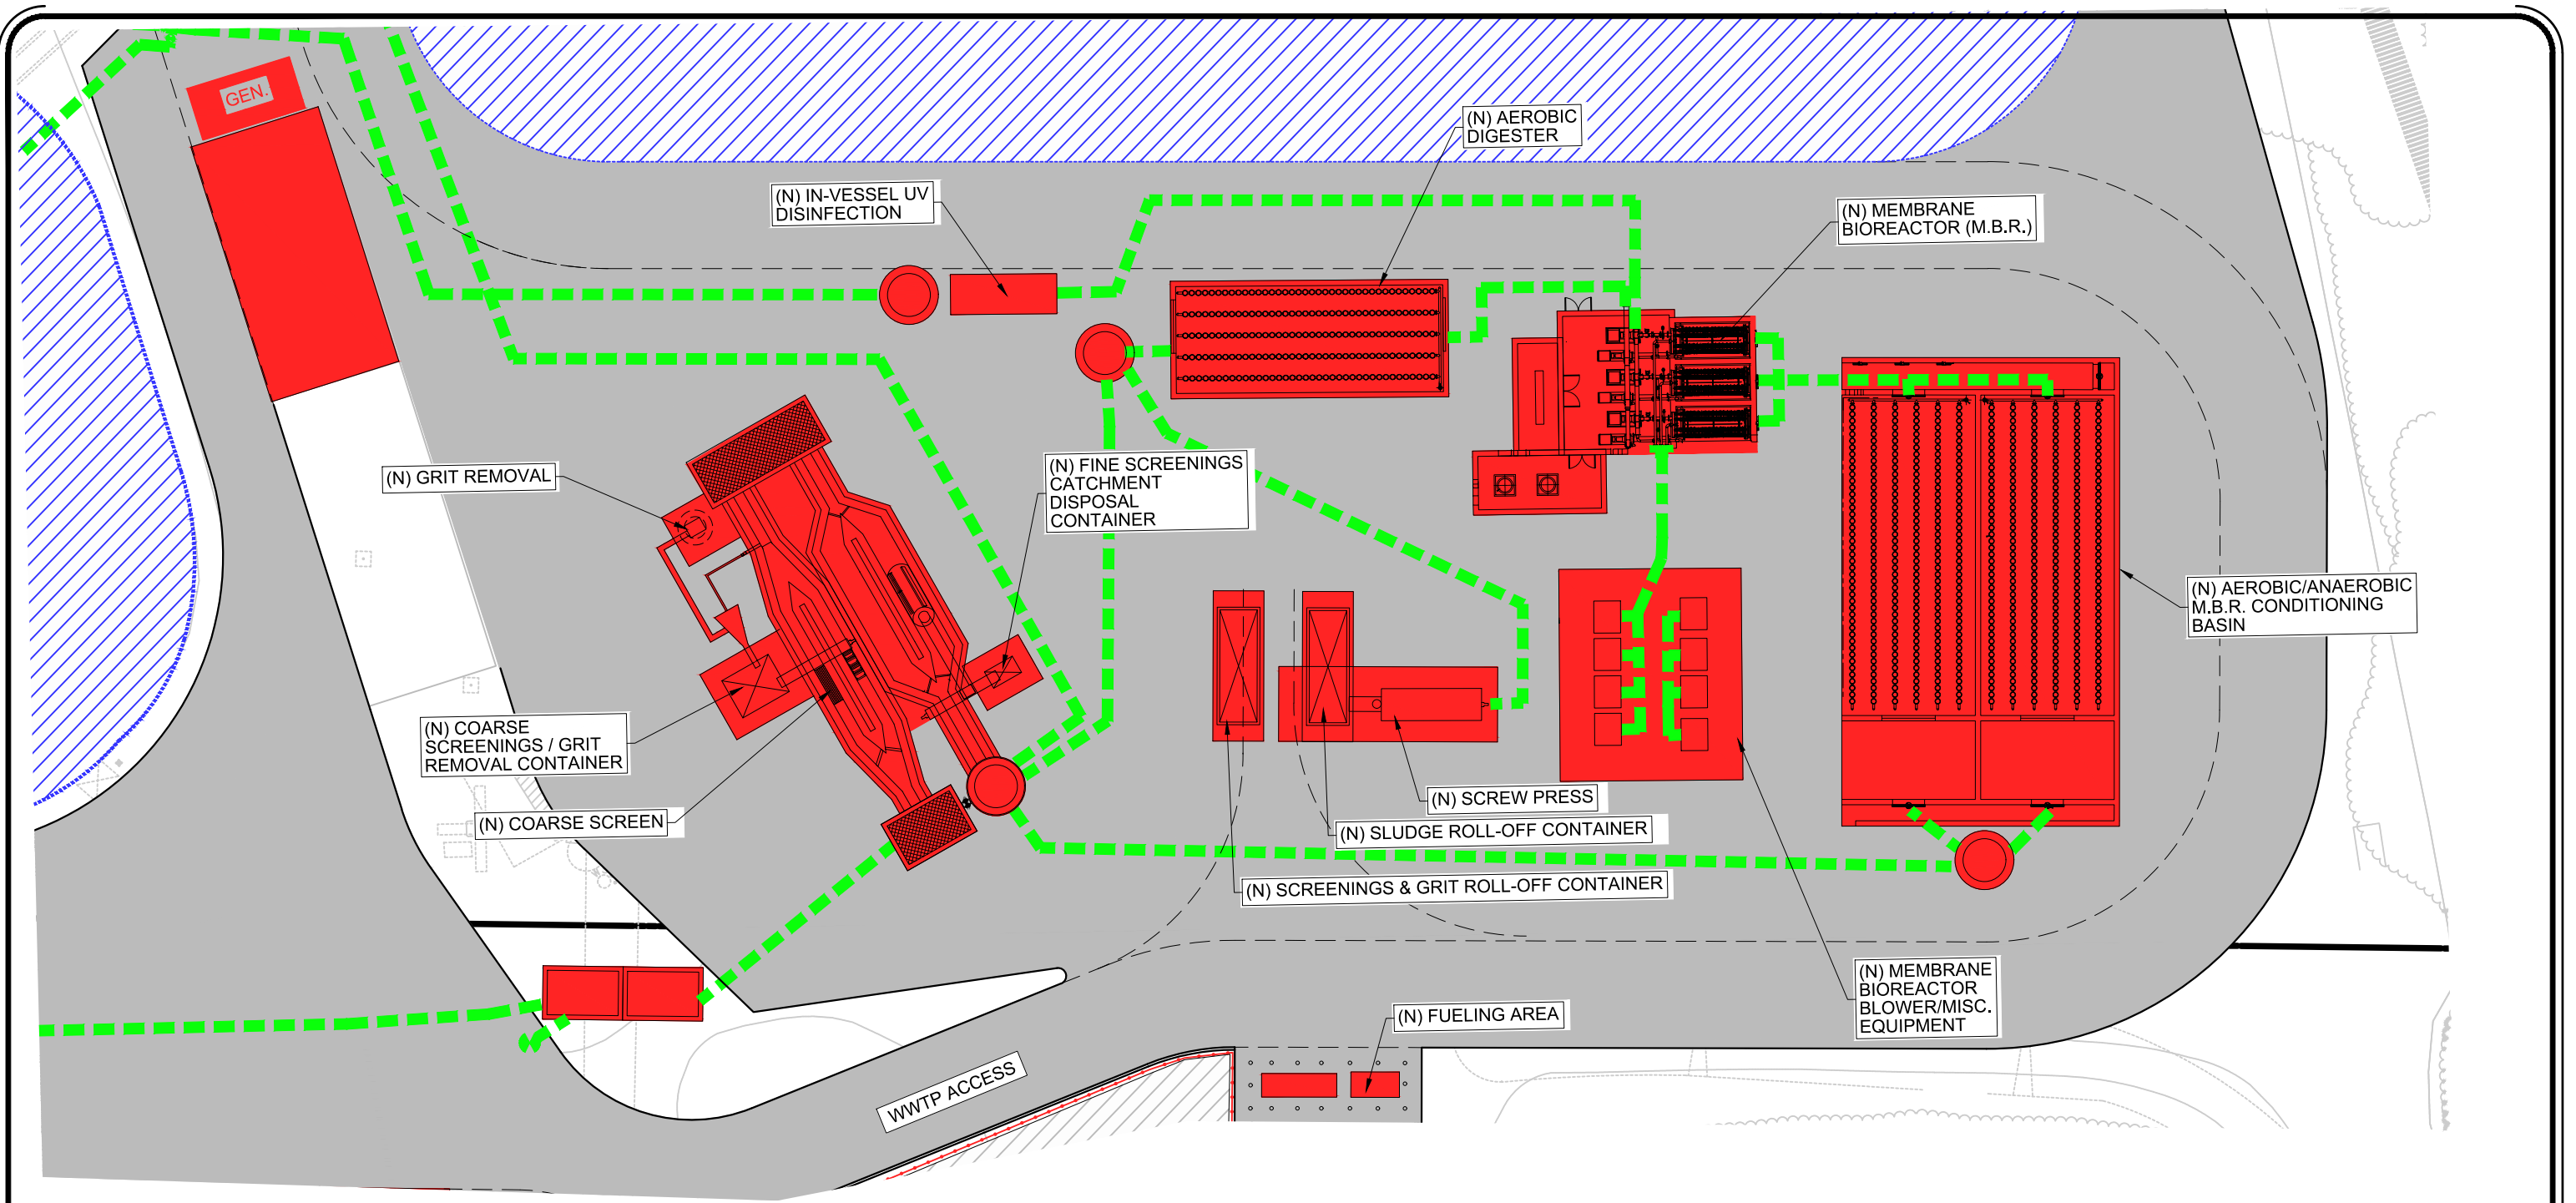 GEN.
(N) AEROBIC
DIGESTER
(N) IN-VESSEL UV
DISINFECTION
(N) MEMBRANE
BIOREACTOR (M.B.R.)
(N) GRIT REMOVAL
(N) FINE SCREENINGS
CATCHMENT
DISPOSAL
CONTAINER
(N) AEROBIC/ANAEROBIC
M.B.R. CONDITIONING
BASIN
(N) COARSE
SCREENINGS / GRIT
REMOVAL CONTAINER
(N) COARSE SCREEN
(N) SCREW PRESS
(N) SLUDGE ROLL-OFF CONTAINER
(N) SCREENINGS & GRIT ROLL-OFF CONTAINER
(N) MEMBRANE
BIOREACTOR
BLOWER/MISC.
EQUIPMENT
(N) FUELING AREA
WWTP ACCESS